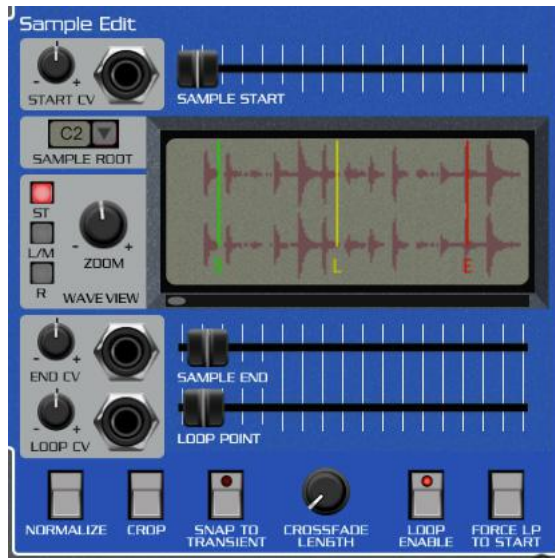 Sample Edit
- +
START CV
SAMPLE START
C2
SAMPLE ROOT
ST
L/M
R
- +
ZOOM
WAVE VIEW
S
L
E
- +
END CV
SAMPLE END
- +
LOOP CV
LOOP POINT
NORMALIZE
CROP
SNAP TO
TRANSIENT
CROSSFADE
LENGTH
LOOP
ENABLE
FORCE LP
TO START